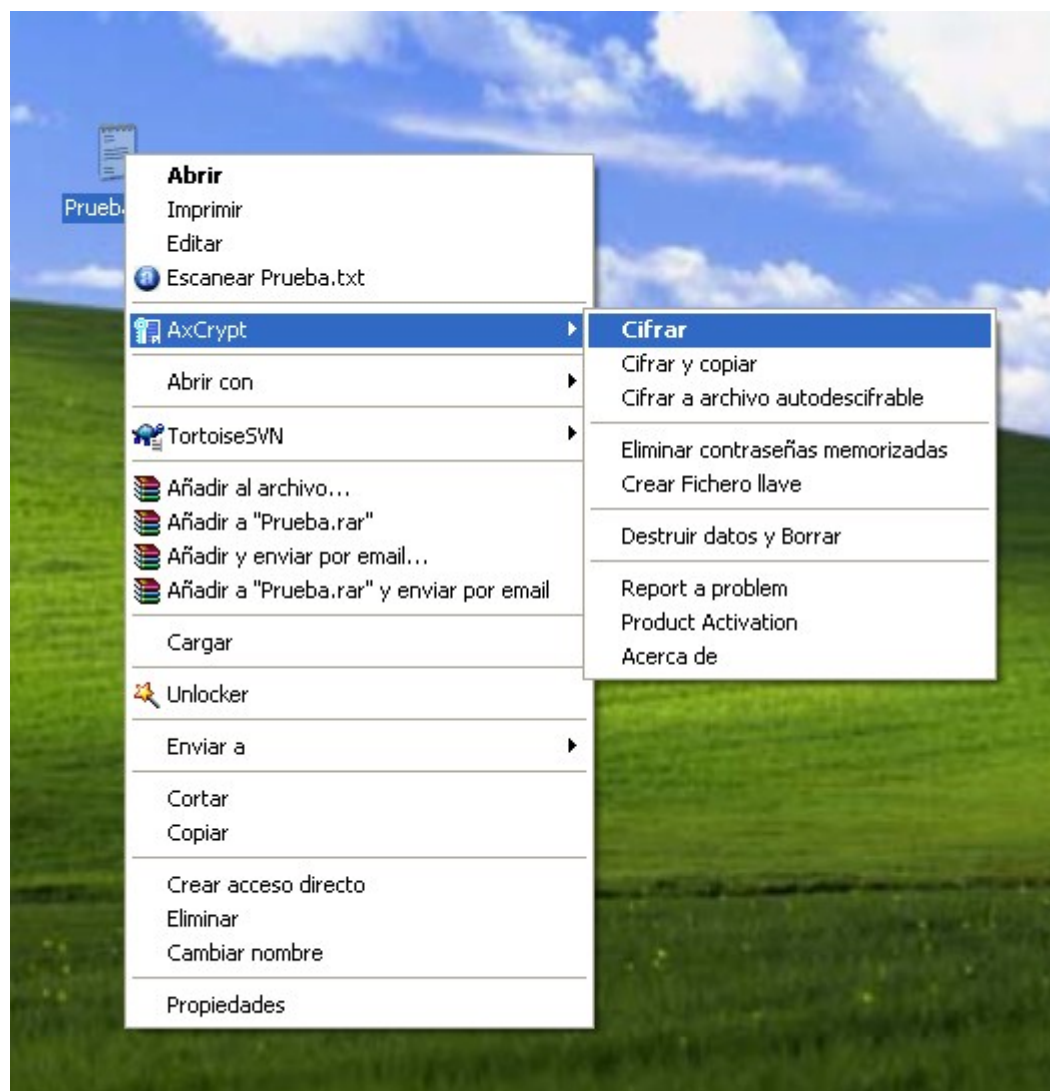 Prueb
Abrir
Imprimir
Editar
Escanear Prueba.txt
AxCrypt
Abrir con
TortoiseSVN
Añadir al archivo...
Añadir a "Prueba.rar"
Añadir y enviar por email...
Añadir a "Prueba.rar" y enviar por email
Cargar
Unlocker
Enviar a
Cortar
Copiar
Crear acceso directo
Eliminar
Cambiar nombre
Propiedades
Cifrar
Cifrar y copiar
Cifrar a archivo autodescifrable
Eliminar contraseñas memorizadas
Crear Fichero llave
Destruir datos y Borrar
Report a problem
Product Activation
Acerca de